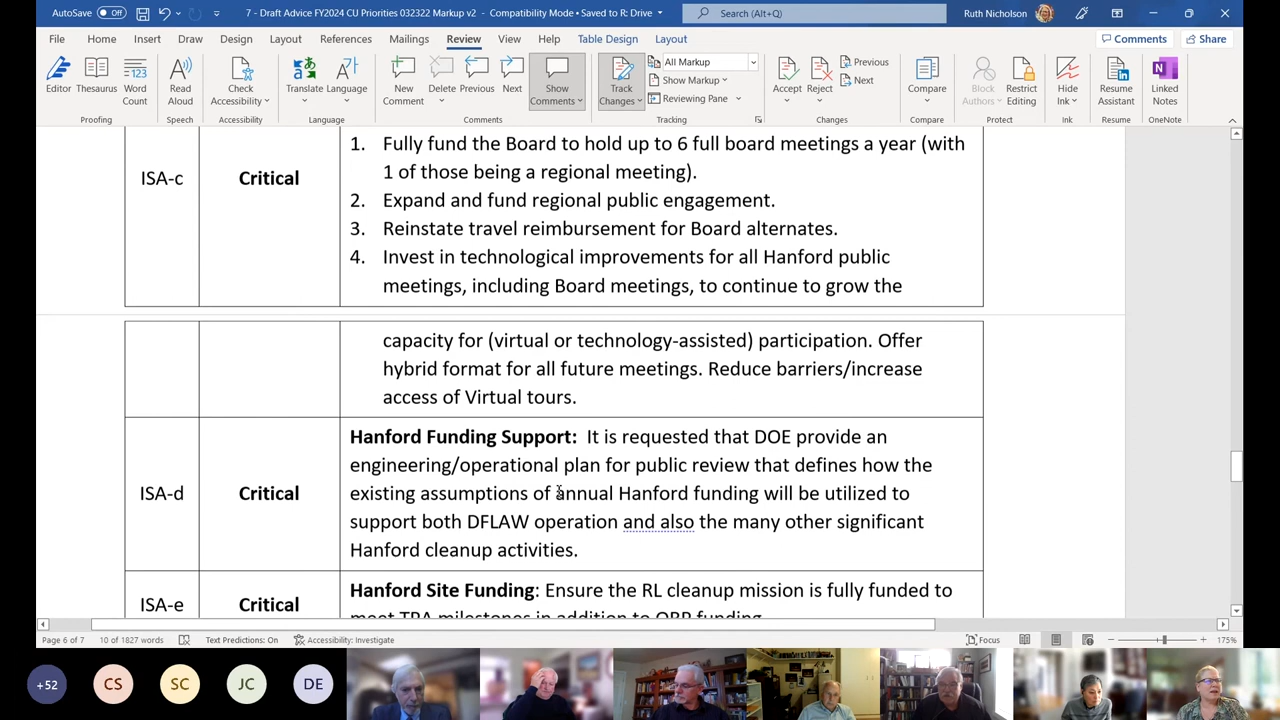 AutoSave Off 7 - Draft Advice FY2024 CU Priorities 032322 Markup v2 - Compatibility Mode • Saved to R: Drive Search (Alt+Q) Ruth Nicholson
File Home Insert Draw Design Layout References Mailings Review View Help Table Design Layout Comments Share
Editor Thesaurus Word Count Read Aloud Check Accessibility Translate Language New Comment Delete Previous Next Show Comments Track Changes All Markup Show Markup Reviewing Pane Accept Reject Previous Next Compare Block Authors Restrict Editing Hide Ink Resume Assistant Linked Notes
Proofing Speech Accessibility Language Comments Tracking Changes Compare Protect Ink Resume OneNote
ISA-c Critical
1. Fully fund the Board to hold up to 6 full board meetings a year (with
1 of those being a regional meeting).
2. Expand and fund regional public engagement.
3. Reinstate travel reimbursement for Board alternates.
4. Invest in technological improvements for all Hanford public
meetings, including Board meetings, to continue to grow the
capacity for (virtual or technology-assisted) participation. Offer
hybrid format for all future meetings. Reduce barriers/increase
access of Virtual tours.
ISA-d Critical
Hanford Funding Support: It is requested that DOE provide an
engineering/operational plan for public review that defines how the
existing assumptions of annual Hanford funding will be utilized to
support both DFLAW operation and also the many other significant
Hanford cleanup activities.
ISA-e Critical
Hanford Site Funding: Ensure the RL cleanup mission is fully funded to
meet TPA milestones in addition to ORP funding.
Page 6 of 7 10 of 1827 words Text Predictions: On Accessibility: Investigate Focus 175%
+52 CS SC JC DE